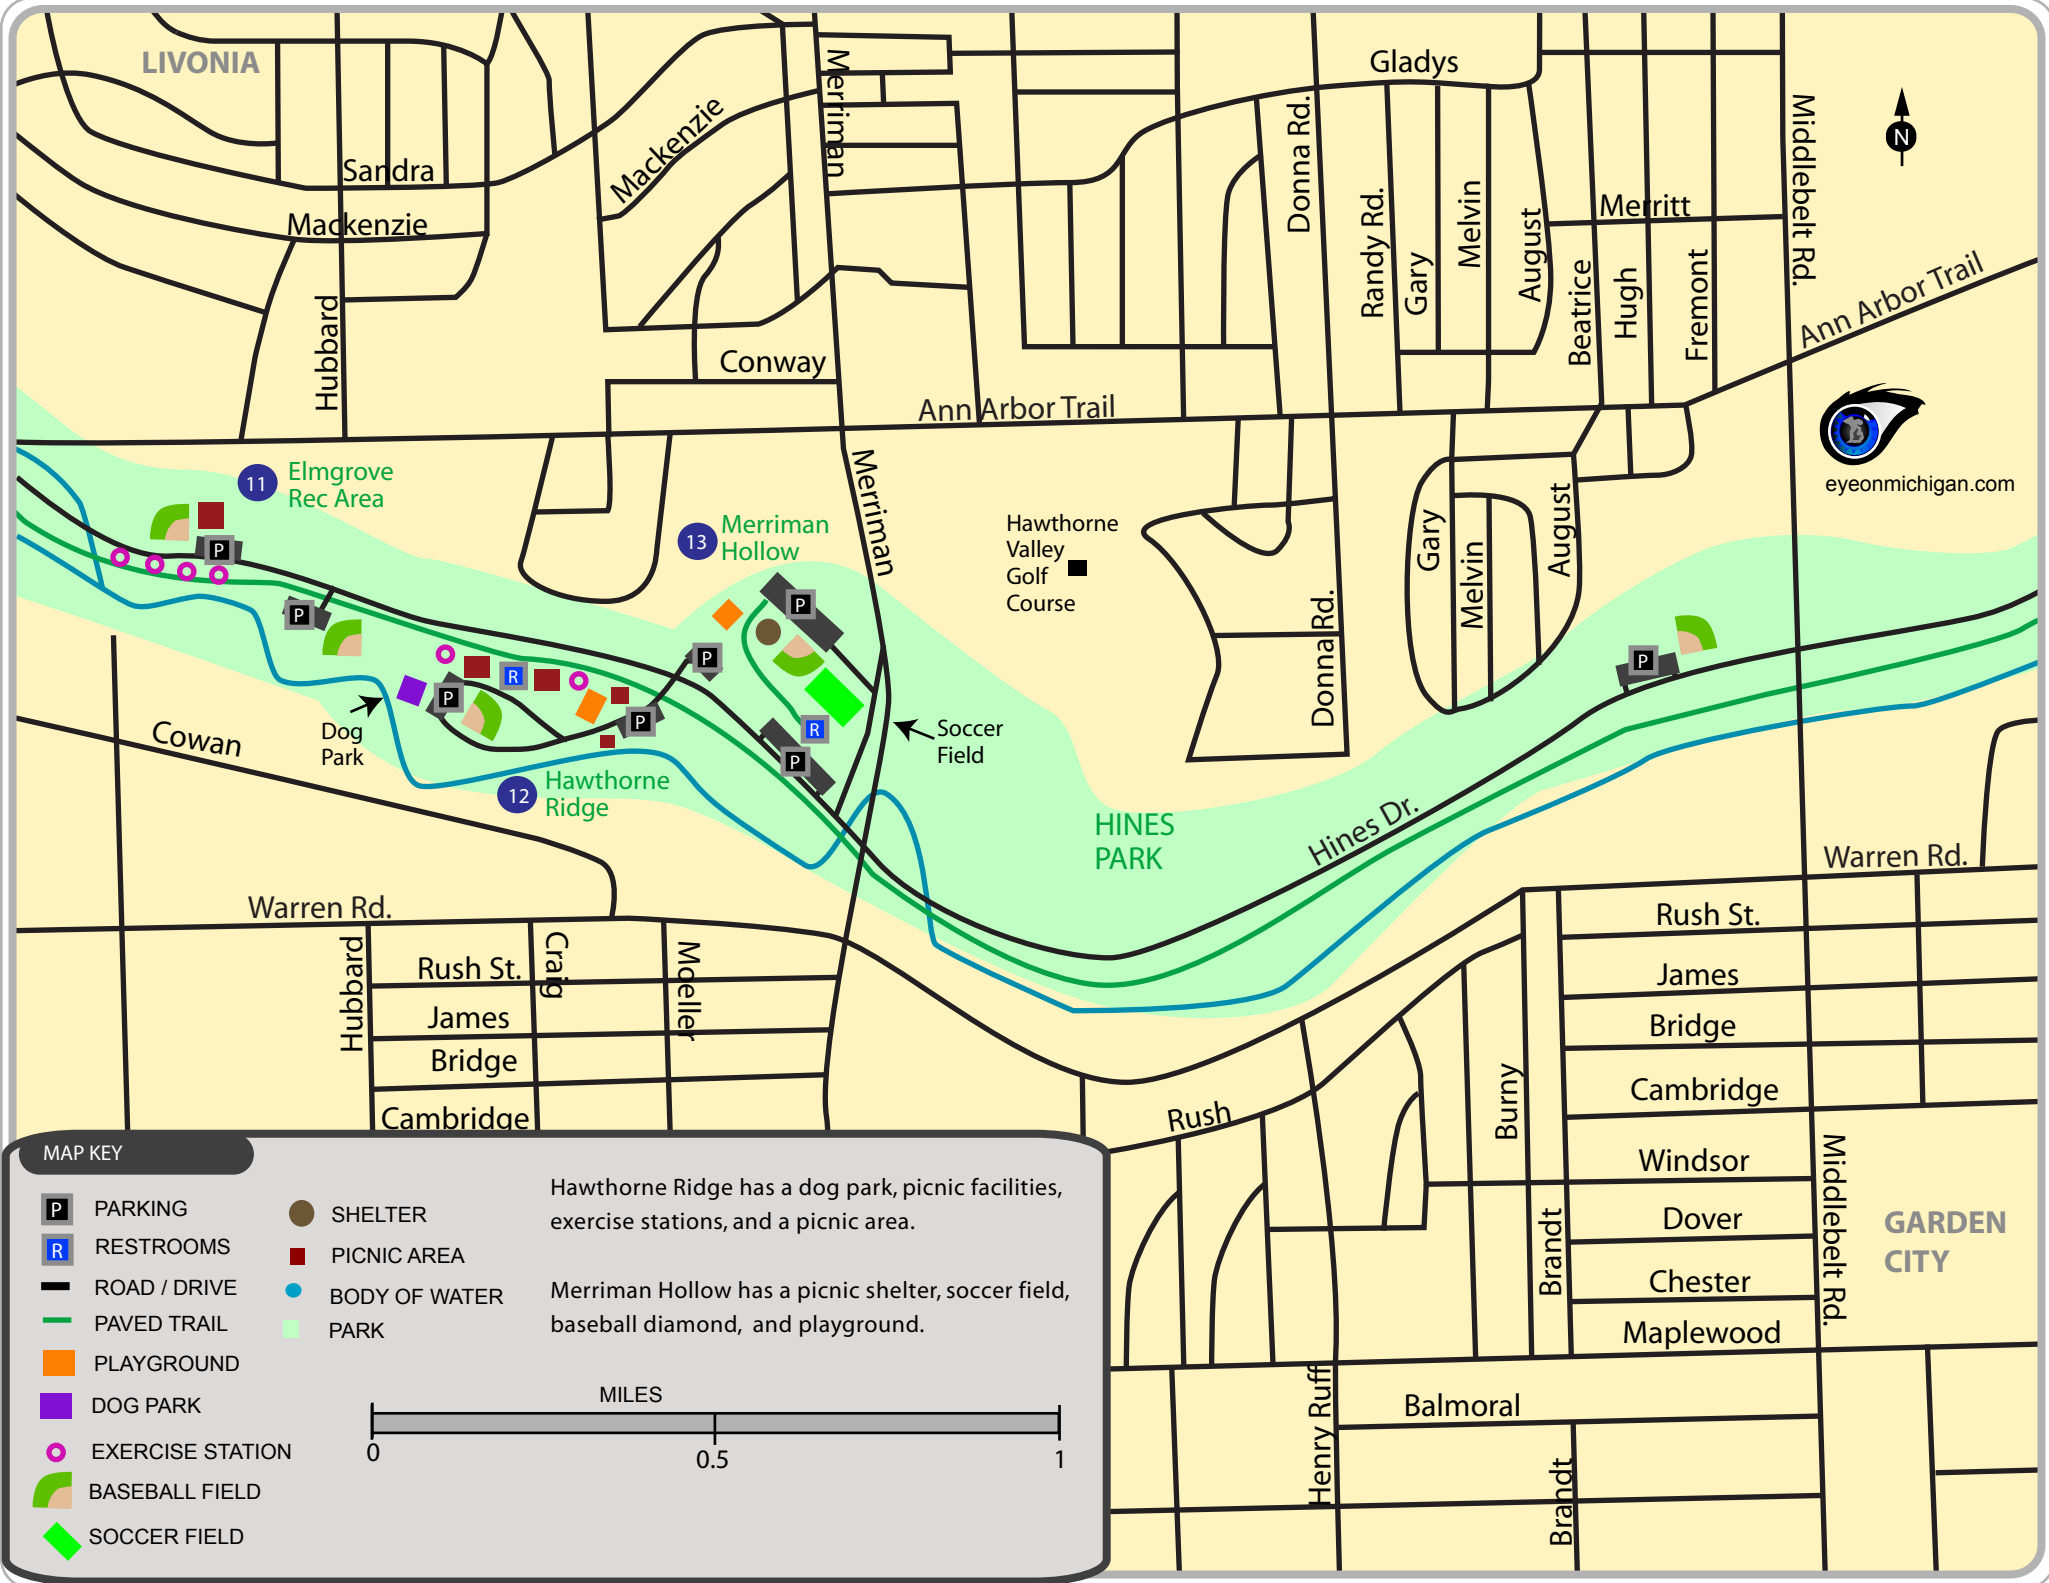 LIVONIA
Gladys
Merriman
Mackenzie
Donna Rd.
Middlebelt Rd.
N
Sandra
Mackenzie
Randy Rd.
Gary
Melvin
August
Merritt
Beatrice
Hugh
Fremont
Ann Arbor Trail
Hubbard
Conway
Ann Arbor Trail
eyeonmichigan.com
11
Elmgrove
Rec Area
Merriman
13
Merriman
Hollow
Hawthorne
Valley
Golf
Course
Gary
Melvin
August
Donna Rd.
P
P
P
P
P
P
P
P
R
R
Dog
Park
Soccer
Field
Cowan
12
Hawthorne
Ridge
HINES
PARK
Hines Dr.
Warren Rd.
Warren Rd.
Hubbard
Craig
Moeller
Rush St.
James
Bridge
Cambridge
Rush St.
James
Bridge
Cambridge
Windsor
Dover
Chester
Maplewood
Rush
Burny
Brandt
Middlebelt Rd.
GARDEN
CITY
Henry Ruff
Balmoral
Brandt
MAP KEY
P PARKING
R RESTROOMS
ROAD / DRIVE
PAVED TRAIL
PLAYGROUND
DOG PARK
EXERCISE STATION
BASEBALL FIELD
SOCCER FIELD
SHELTER
PICNIC AREA
BODY OF WATER
PARK
Hawthorne Ridge has a dog park, picnic facilities,
exercise stations, and a picnic area.
Merriman Hollow has a picnic shelter, soccer field,
baseball diamond, and playground.
MILES
0 0.5 1